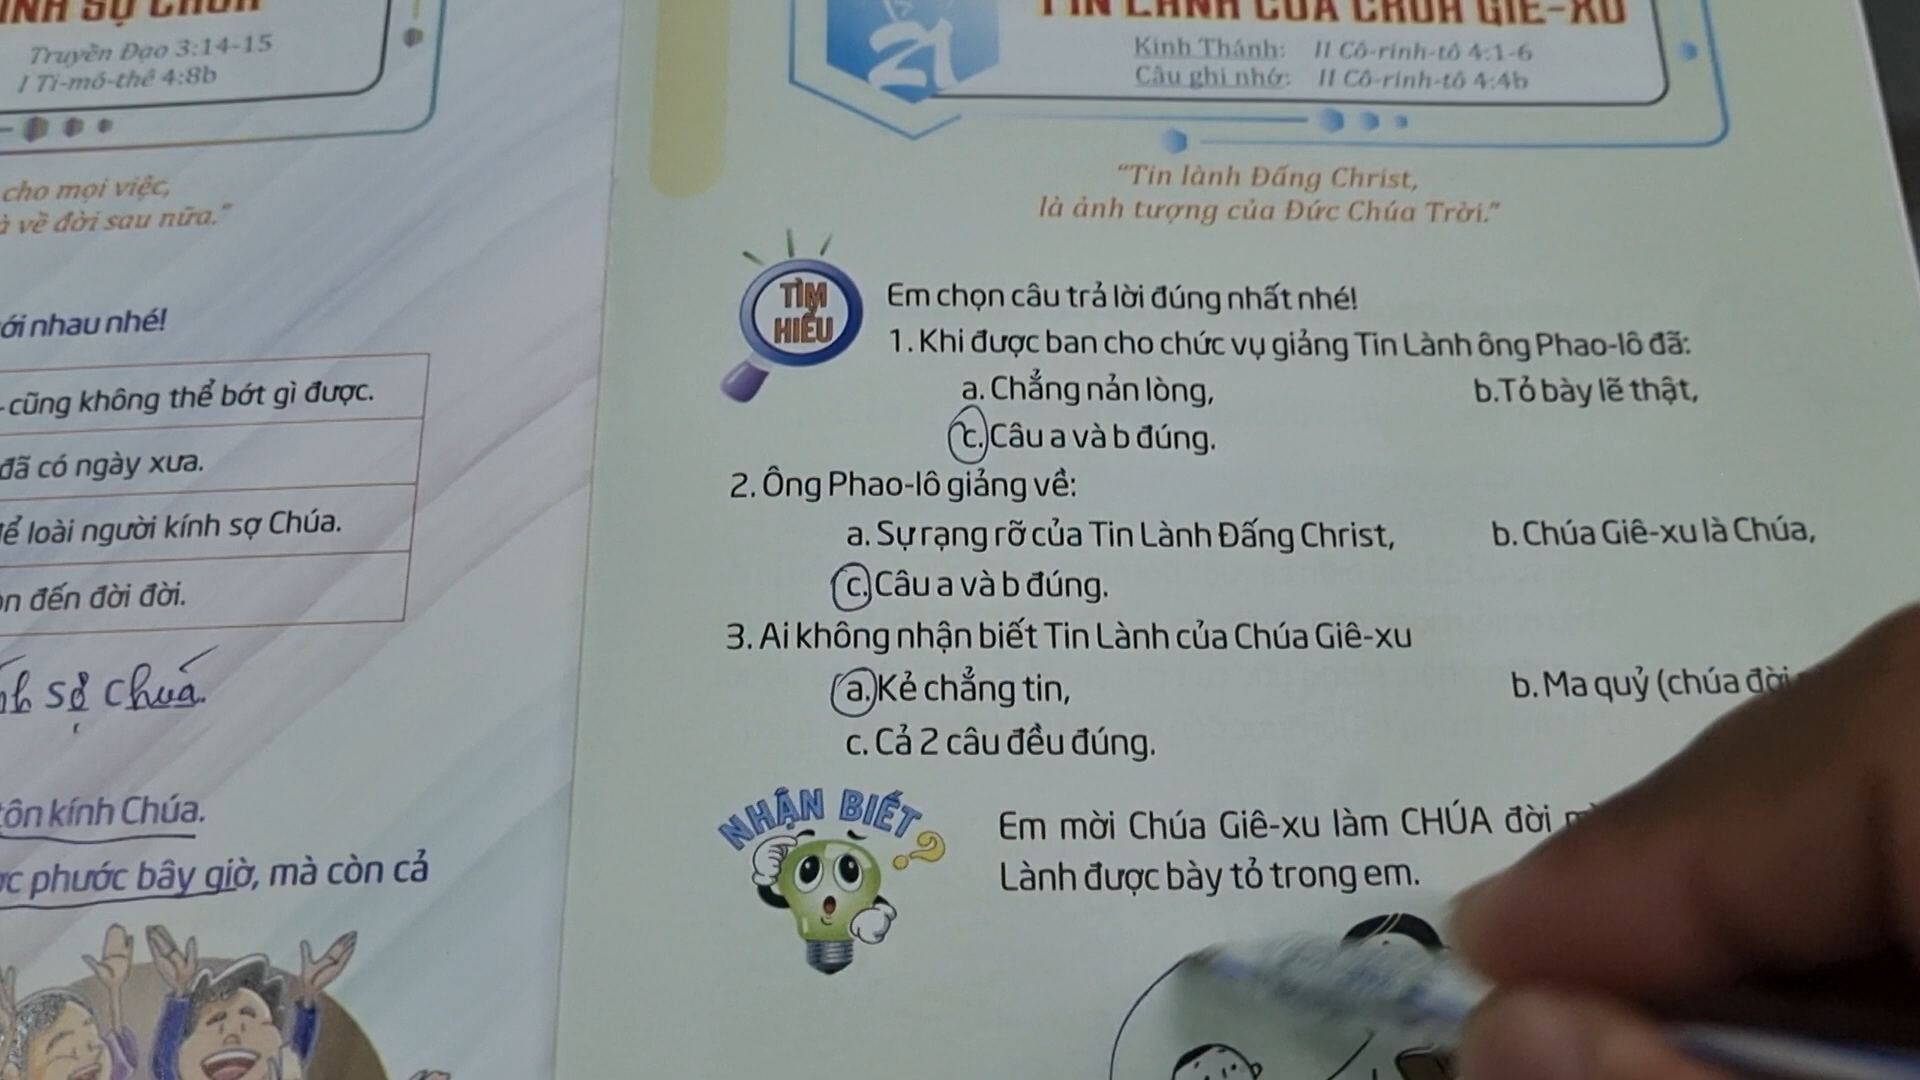 Truyền Đạo 3:14-15
I Ti-mô-thê 4:8b
cho mọi việc,
về đời sau nữa."
nhau nhé!
cũng không thể bớt gì được.
đã có ngày xưa.
loài người kính sợ Chúa.
đến đời đời.
sợ Chúa.
tôn kính Chúa.
phước bây giờ, mà còn cả
21
TIN LÀNH CỦA CHÚA GIÊ-XU
Kinh Thánh: II Cô-rinh-tô 4:1-6
Câu ghi nhớ: II Cô-rinh-tô 4:4b
"Tin lành Đấng Christ,
là ảnh tượng của Đức Chúa Trời."
TÌM
HIỂU
Em chọn câu trả lời đúng nhất nhé!
1. Khi được ban cho chức vụ giảng Tin Lành ông Phao-lô đã:
a. Chẳng nản lòng, b.Tỏ bày lẽ thật,
c. Câu a và b đúng.
2. Ông Phao-lô giảng về:
a. Sự rạng rỡ của Tin Lành Đấng Christ, b. Chúa Giê-xu là Chúa,
c. Câu a và b đúng.
3. Ai không nhận biết Tin Lành của Chúa Giê-xu
a. Kẻ chẳng tin, b. Ma quỷ (chúa đời
c. Cả 2 câu đều đúng.
NHẬN BIẾT?
Em mời Chúa Giê-xu làm CHÚA đời
Lành được bày tỏ trong em.